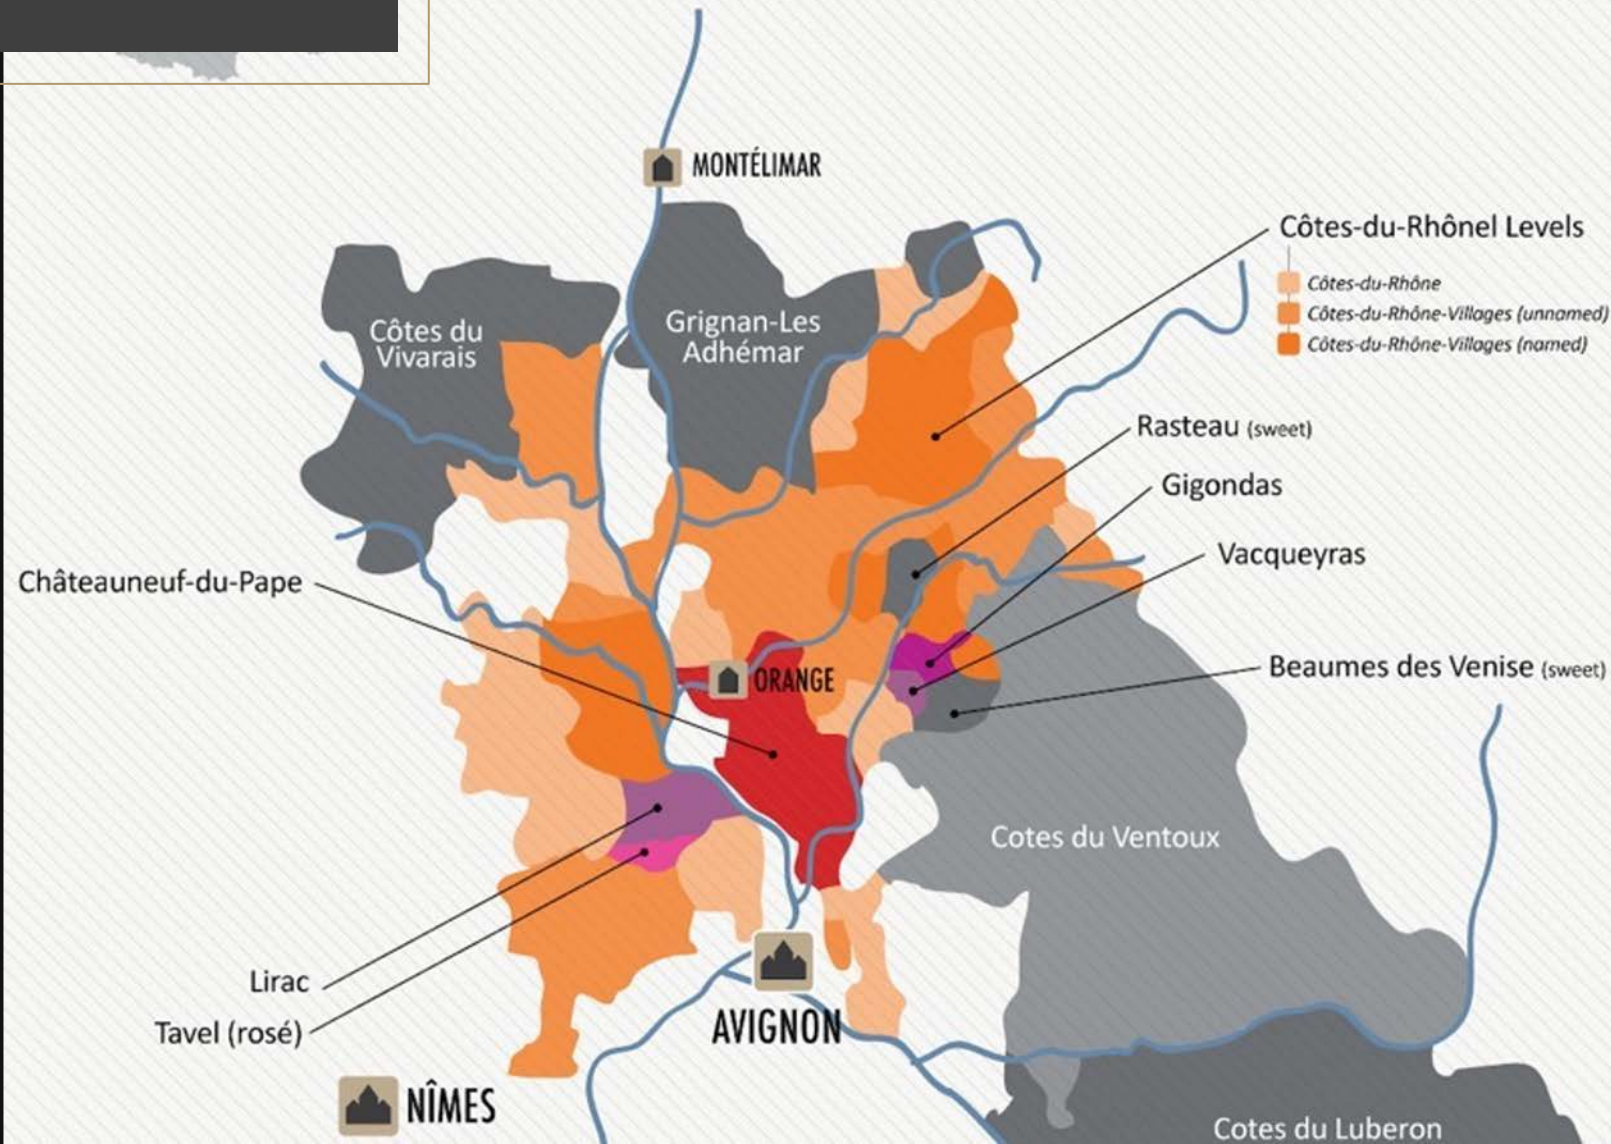 MONTÉLIMAR
Côtes-du-Rhônel Levels
Côtes-du-Rhône
Côtes-du-Rhône-Villages (unnamed)
Côtes-du-Rhône-Villages (named)
Côtes du
Vivarais
Grignan-Les
Adhémar
Rasteau (sweet)
Gigondas
Vacqueyras
Châteauneuf-du-Pape
Beaumes des Venise (sweet)
ORANGE
Cotes du Ventoux
Lirac
Tavel (rosé)
AVIGNON
NÎMES
Cotes du Luberon